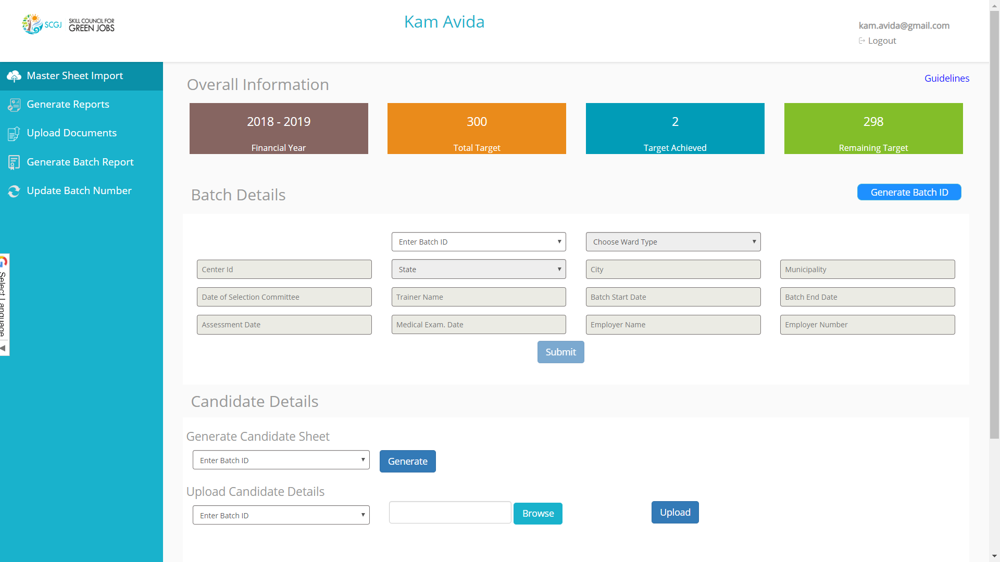 SCGJ
SKILL COUNCIL FOR
GREEN JOBS
Kam Avida
kam.avida@gmail.com
Logout
Master Sheet Import
Generate Reports
Upload Documents
Generate Batch Report
Update Batch Number
Select Language
Overall Information
Guidelines
2018 - 2019
Financial Year
300
Total Target
2
Target Achieved
298
Remaining Target
Batch Details
Generate Batch ID
Enter Batch ID
Choose Ward Type
Center Id
State
City
Municipality
Date of Selection Committee
Trainer Name
Batch Start Date
Batch End Date
Assessment Date
Medical Exam. Date
Employer Name
Employer Number
Submit
Candidate Details
Generate Candidate Sheet
Enter Batch ID
Generate
Upload Candidate Details
Enter Batch ID
Browse
Upload